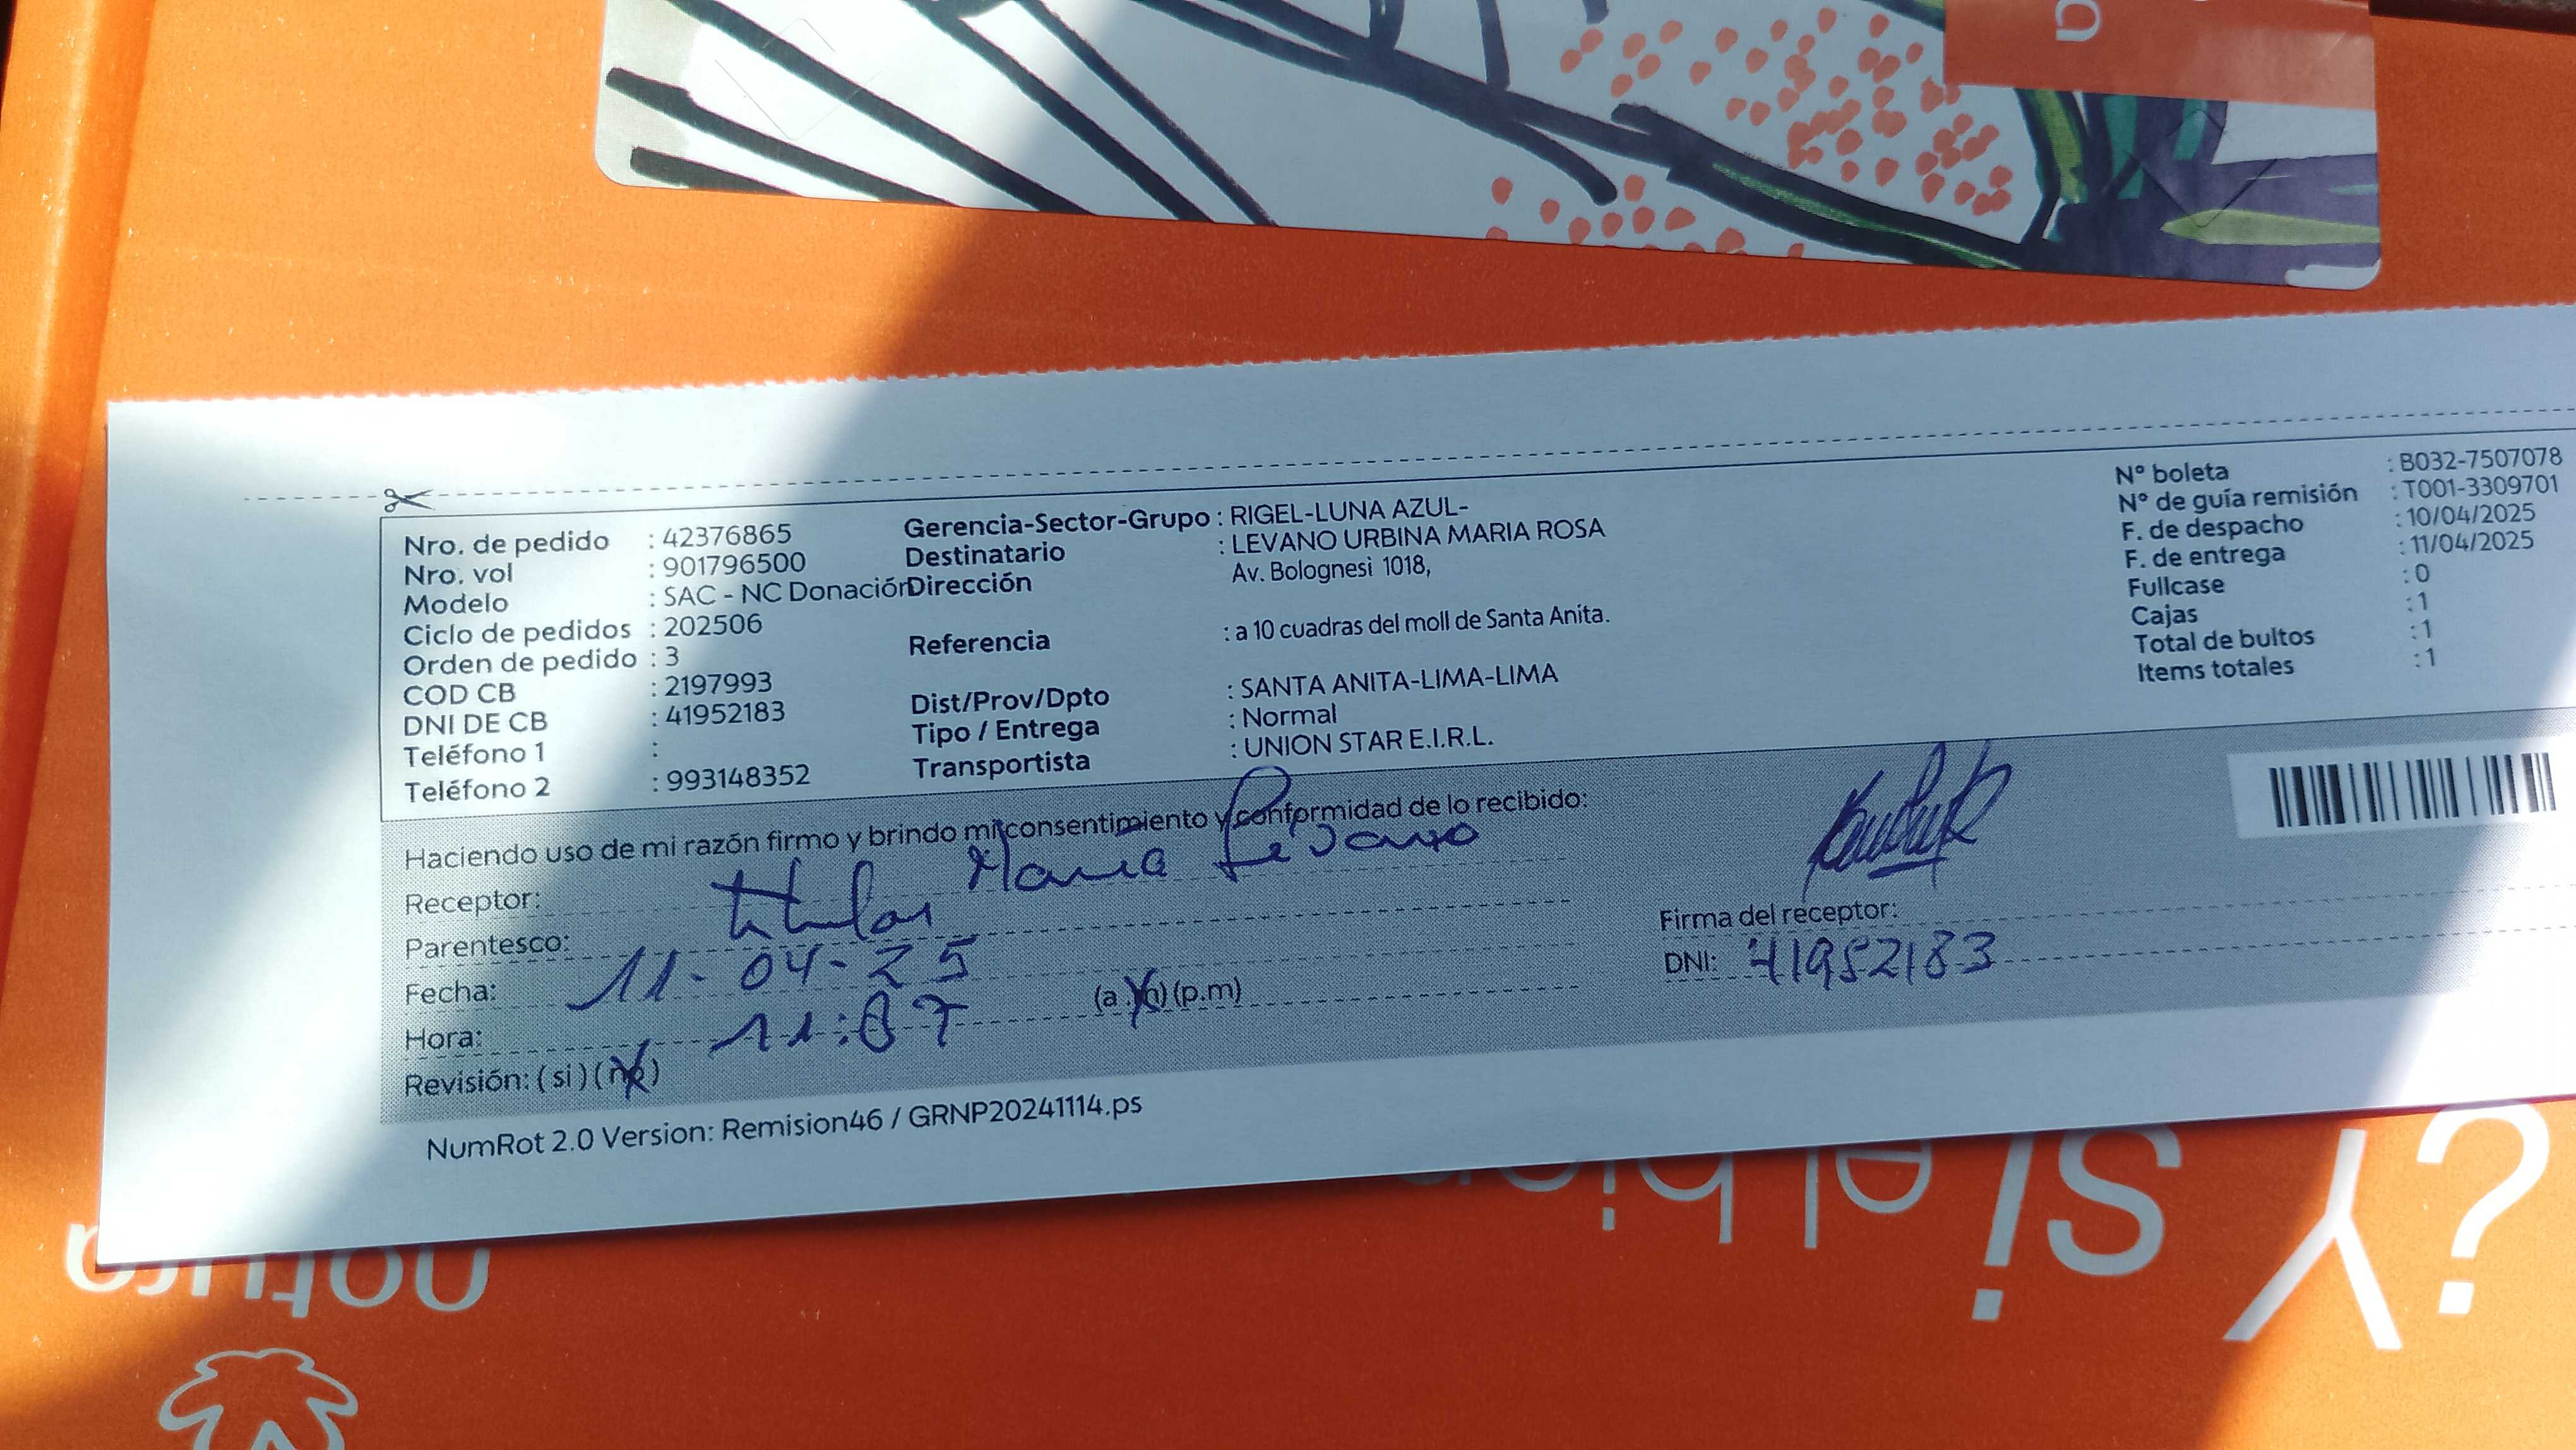 a
Nro. de pedido : 42376865
Nro. vol : 901796500
Modelo : SAC - NC Donación
Ciclo de pedidos : 202506
Orden de pedido : 3
COD CB : 2197993
DNI DE CB : 41952183
Teléfono 1 :
Teléfono 2 : 993148352
Gerencia-Sector-Grupo : RIGEL-LUNA AZUL-
Destinatario : LEVANO URBINA MARIA ROSA
Dirección Av. Bolognesi 1018,
Referencia : a 10 cuadras del moll de Santa Anita.
Dist/Prov/Dpto : SANTA ANITA-LIMA-LIMA
Tipo / Entrega : Normal
Transportista : UNION STAR E.I.R.L.
N° boleta : B032-7507078
N° de guía remisión : T001-3309701
F. de despacho : 10/04/2025
F. de entrega : 11/04/2025
Fullcase : 0
Cajas : 1
Total de bultos : 1
Items totales : 1
Haciendo uso de mi razón firmo y brindo mi consentimiento y conformidad de lo recibido:
Receptor: Maria Levano
Parentesco: titular
Fecha: 11-04-25
Hora: 11:07 (a.m) (p.m)
Revisión: (si) (no)
Firma del receptor:
DNI: 41952183
NumRot 2.0 Version: Remision46 / GRNP20241114.ps
¿Y si el
natura